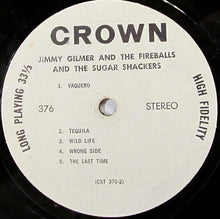 CROWN
JIMMY GILMER AND THE FIREBALLS
AND THE SUGAR SHACKERS
LONG PLAYING 33⅓
HIGH FIDELITY
1. VAQUERO
376
STEREO
2. TEQUILA
3. WILD LIFE
4. WRONG SIDE
5. THE LAST TIME
(CST 376-2)